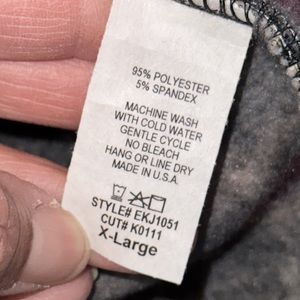 95% POLYESTER
5% SPANDEX
MACHINE WASH
WITH COLD WATER
GENTLE CYCLE
NO BLEACH
HANG OR LINE DRY
MADE IN U.S.A.
STYLE# EKJ1051
CUT# K0111
X-Large